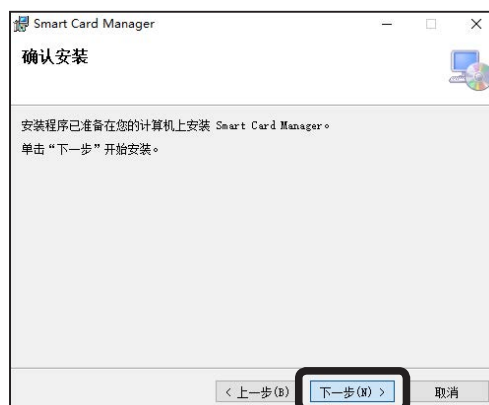 Smart Card Manager
确认安装
安装程序已准备在您的计算机上安装 Smart Card Manager。
单击“下一步”开始安装。
< 上一步(B) 下一步(N) > 取消